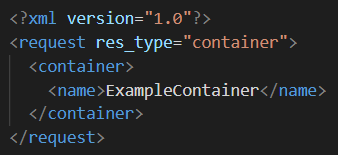 <?xml version="1.0"?>
<request res_type="container">
  <container>
    <name>ExampleContainer</name>
  </container>
</request>